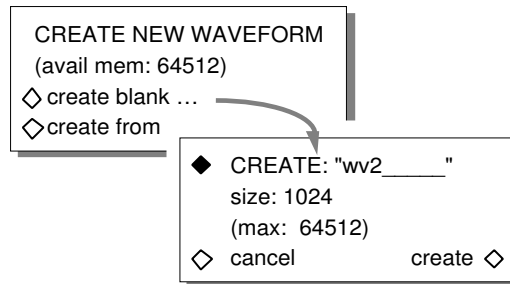 CREATE NEW WAVEFORM
(avail mem: 64512)
create blank …
create from
CREATE: "wv2_____"
size: 1024
(max: 64512)
cancel create